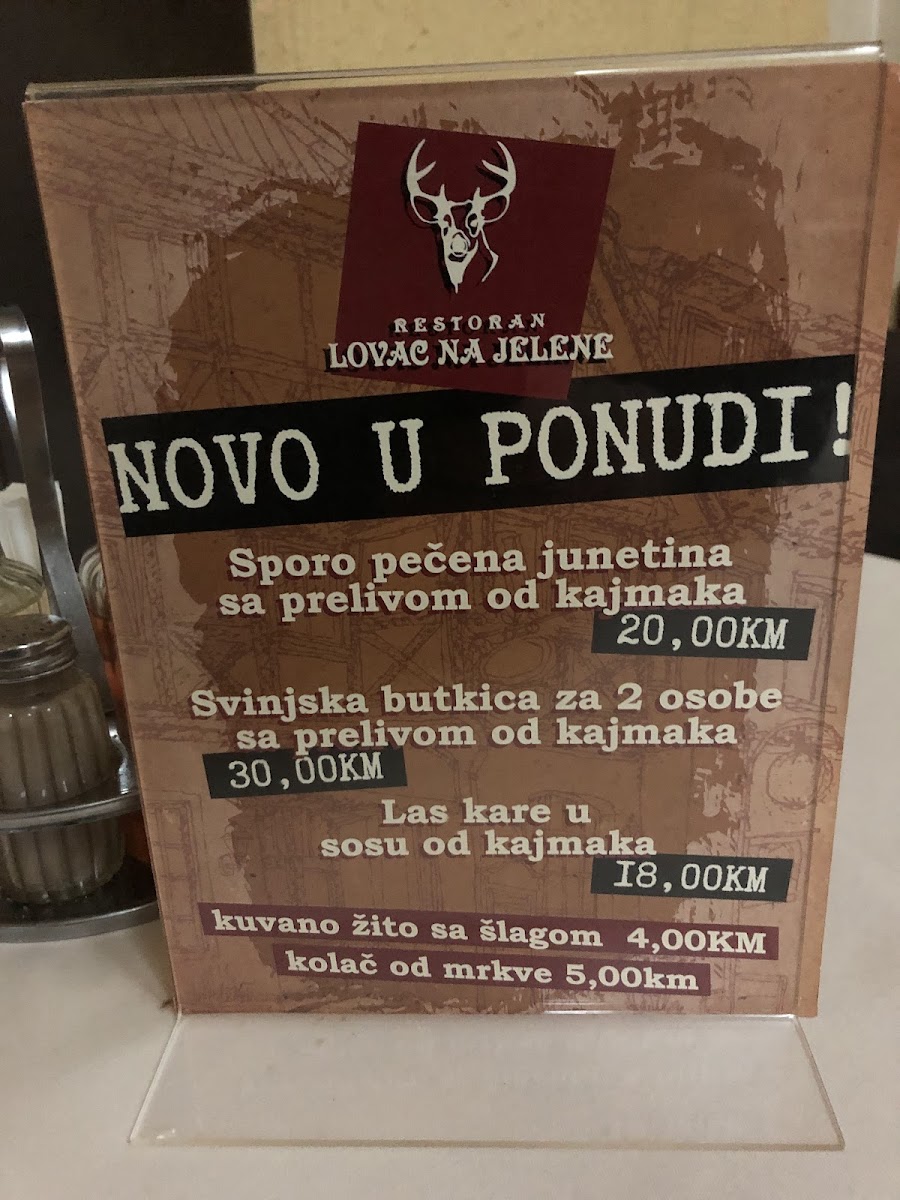 RESTORAN
LOVAC NA JELENE
NOVO U PONUDI!
Sporo pečena junetina
sa prelivom od kajmaka
20,00KM
Svinjska butkica za 2 osobe
sa prelivom od kajmaka
30,00KM
Las kare u
sosu od kajmaka
18,00KM
kuvano žito sa šlagom 4,00KM
kolač od mrkve 5,00km